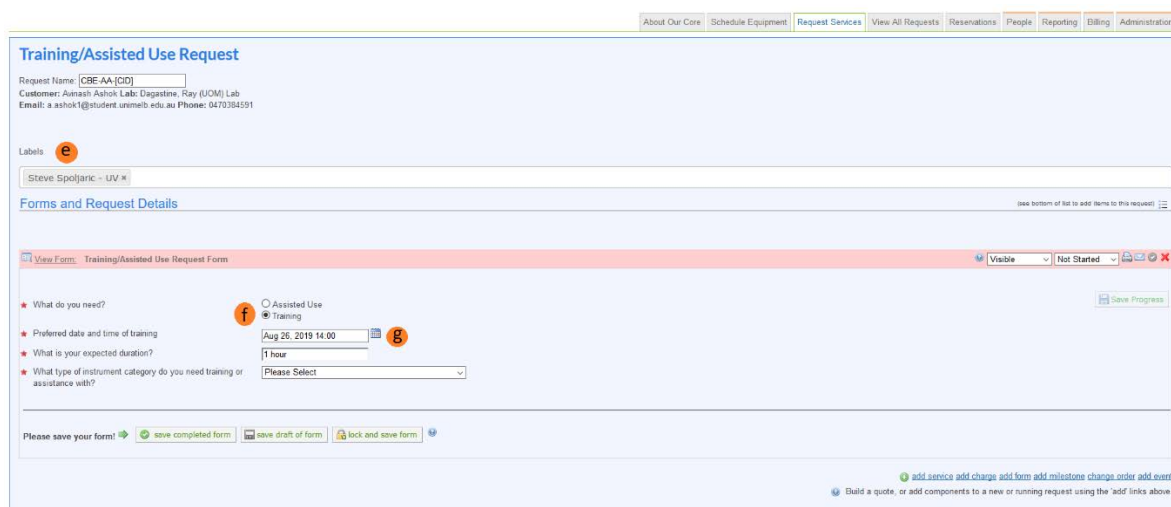 About Our Core Schedule Equipment Request Services View All Requests Reservations People Reporting Billing Administration
Training/Assisted Use Request
Request Name: CBE-AA-[CID]
Customer: Avinash Ashok Lab: Dagastine, Ray (UOM) Lab
Email: a.ashok1@student.unimelb.edu.au Phone: 0470384591
Labels e
Steve Spoljaric - UV ×
Forms and Request Details (see bottom of list to add items to this request)
View Form: Training/Assisted Use Request Form Visible Not Started
What do you need? Assisted Use
f Training
Save Progress
Preferred date and time of training Aug 26, 2019 14:00 g
What is your expected duration? 1 hour
What type of instrument category do you need training or Please Select
assistance with?
Please save your form! save completed form save draft of form lock and save form
add service add charge add form add milestone change order add event
Build a quote, or add components to a new or running request using the 'add' links above